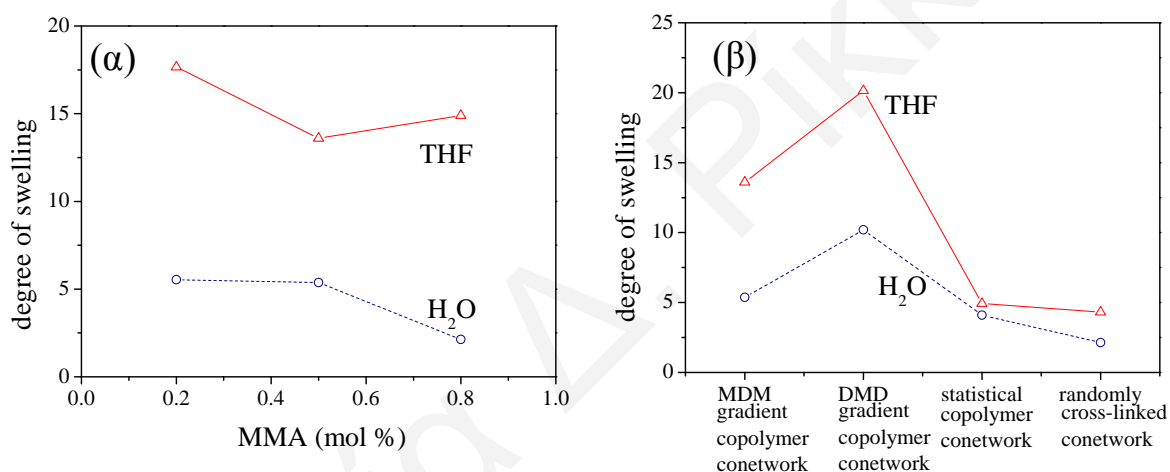 (α)
20
15
10
5
0
degree of swelling
THF
H₂O
0.0 0.2 0.4 0.6 0.8 1.0
MMA (mol %)
(β)
25
20
15
10
5
0
degree of swelling
THF
H₂O
MDM gradient copolymer conetwork
DMD gradient copolymer conetwork
statistical copolymer conetwork
randomly cross-linked conetwork
Δ. Ρικκ